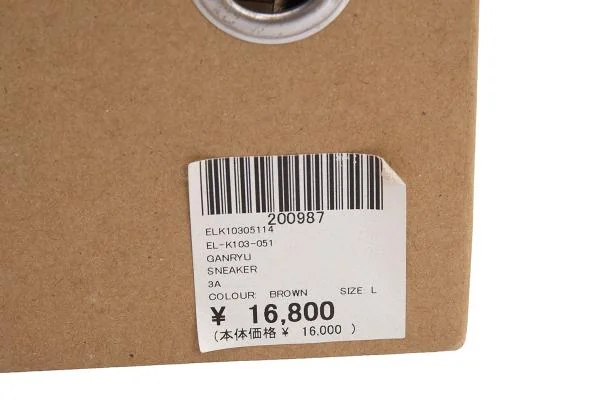 200987
ELK10305114
EL-K103-051
GANRYU
SNEAKER
3A
COLOUR: BROWN SIZE: L
¥ 16,800
(本体価格 ¥ 16,000 )